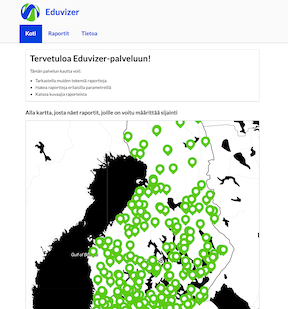 Eduvizer
Koti Raportit Tietoa
Tervetuloa Eduvizer-palveluun!
Tämän palvelun kautta voit:
Tarkastella muiden tekemiä raportteja
Hakea raportteja erilaisilla parametreillä
Katsoa kuvaajia raporteista
Alla kartta, josta näet raportit, joille on voitu määrittää sijainti
Gulf of